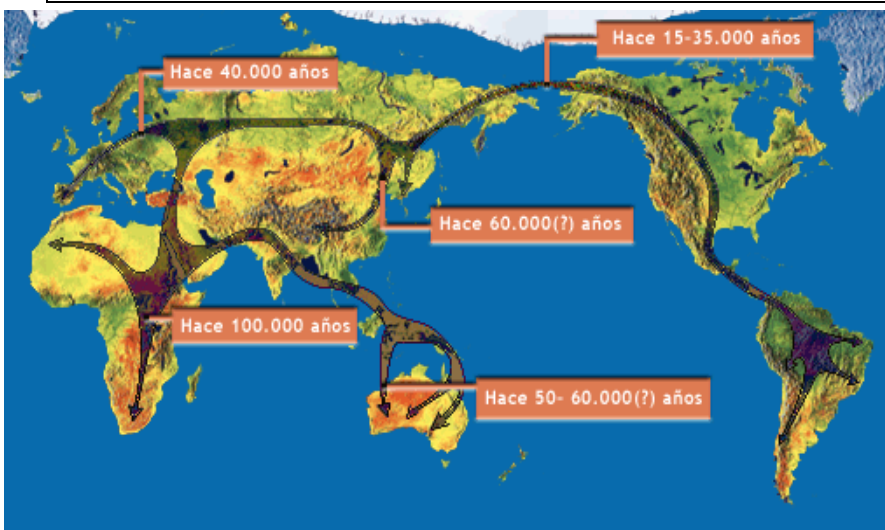 Hace 15-35.000 años
Hace 40.000 años
Hace 60.000(?) años
Hace 100.000 años
Hace 50- 60.000(?) años